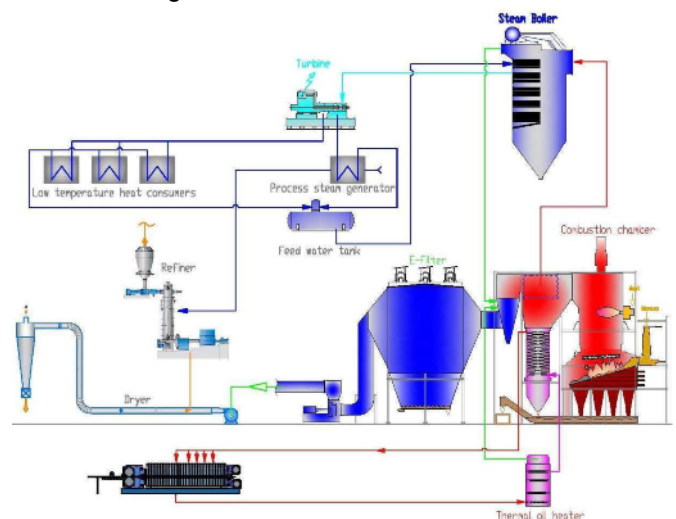 Steam Boiler
Turbine
Low temperature heat consumers
Process steam generator
Feed water tank
Combustion chamber
E-Filter
Refiner
Dryer
Thermal oil heater